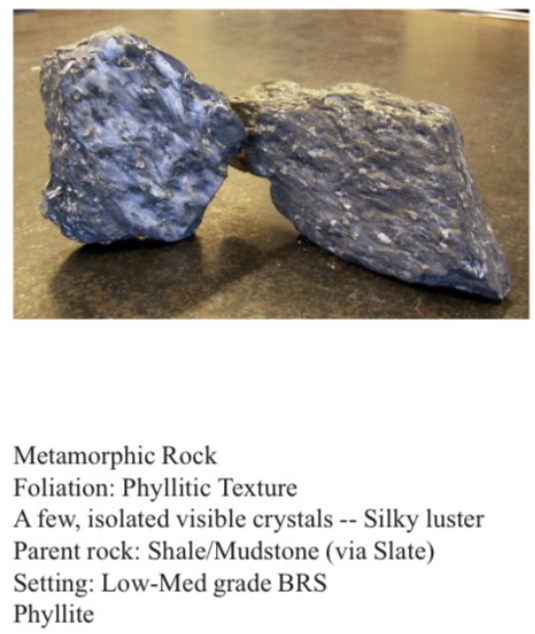 Metamorphic Rock
Foliation: Phyllitic Texture
A few, isolated visible crystals -- Silky luster
Parent rock: Shale/Mudstone (via Slate)
Setting: Low-Med grade BRS
Phyllite